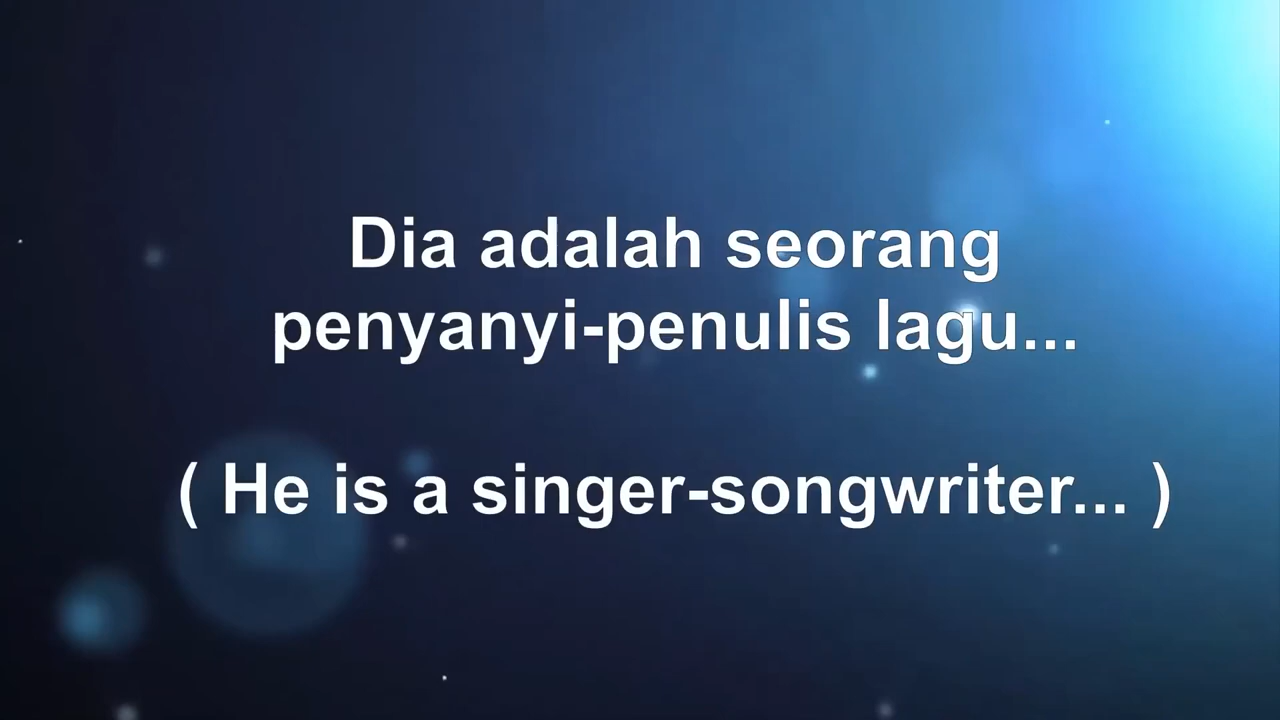 Dia adalah seorang
penyanyi-penulis lagu...
( He is a singer-songwriter... )